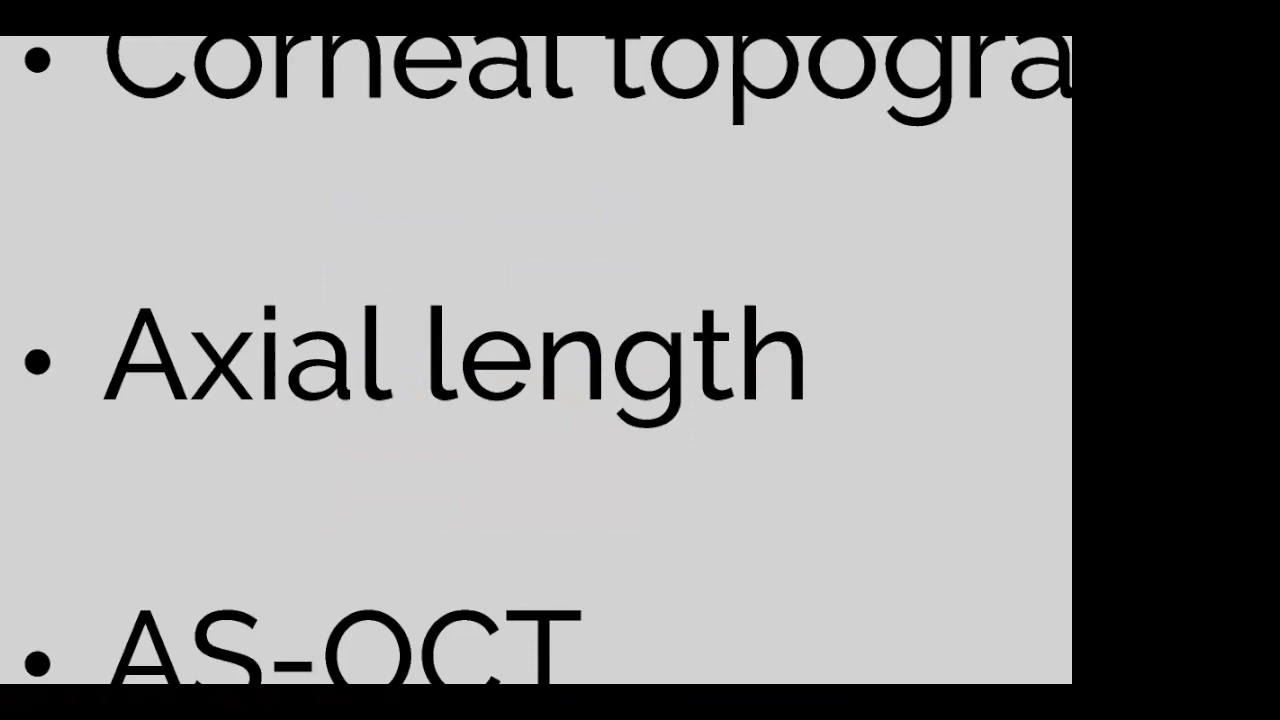 • Corneal topogra
• Axial length
• AS-OCT